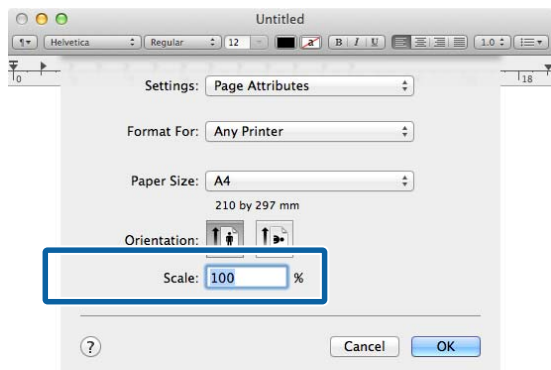 Untitled
¶ Helvetica Regular 12 a B I U 1.0
0 18
Settings: Page Attributes
Format For: Any Printer
Paper Size: A4
210 by 297 mm
Orientation:
Scale: 100 %
? Cancel OK